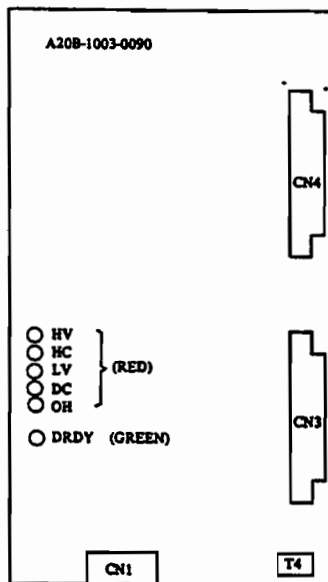 A20B-1003-0090
CN4
HV
HC
LV
DC
OH
(RED)
DRDY (GREEN)
CN3
CN1
T4